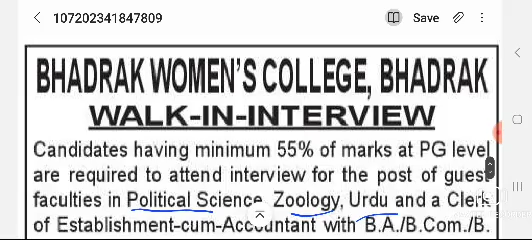 107202341847809
Save
BHADRAK WOMEN'S COLLEGE, BHADRAK
WALK-IN-INTERVIEW
Candidates having minimum 55% of marks at PG level
are required to attend interview for the post of guest
faculties in Political Science, Zoology, Urdu and a Clerk
of Establishment-cum-Accountant with B.A./B.Com./B.